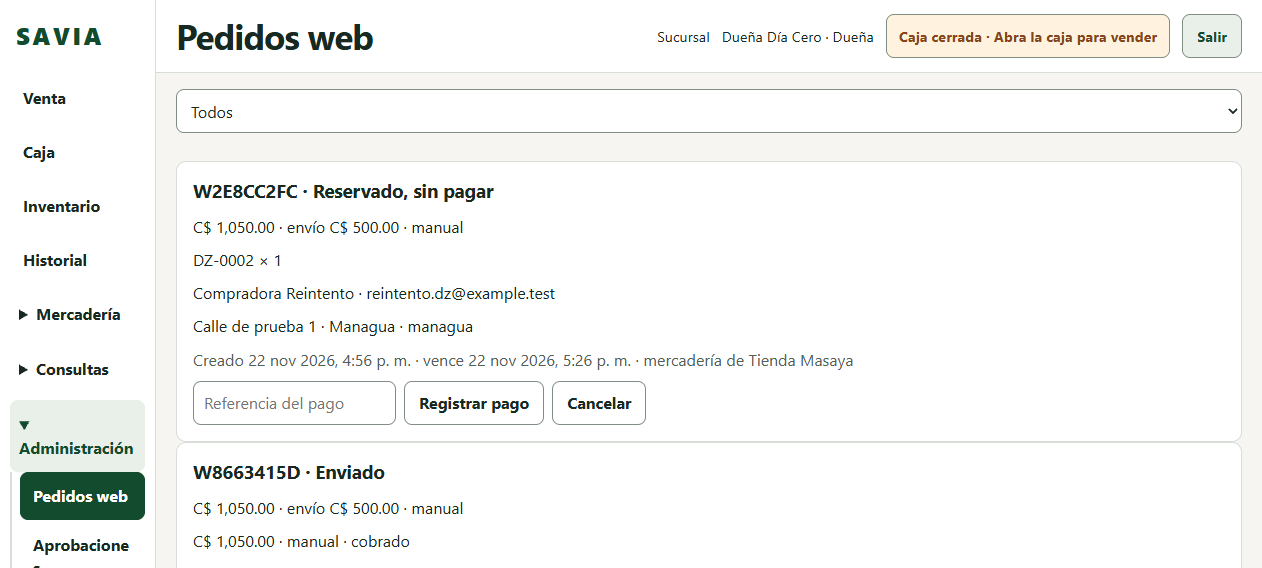 SAVIA
Pedidos web
Sucursal Dueña Día Cero · Dueña
Caja cerrada · Abra la caja para vender
Salir
Venta
Caja
Inventario
Historial
▶ Mercadería
▶ Consultas
▼
Administración
Pedidos web
Aprobacione
Todos
W2E8CC2FC · Reservado, sin pagar
C$ 1,050.00 · envío C$ 500.00 · manual
DZ-0002 × 1
Compradora Reintento · reintento.dz@example.test
Calle de prueba 1 · Managua · managua
Creado 22 nov 2026, 4:56 p. m. · vence 22 nov 2026, 5:26 p. m. · mercadería de Tienda Masaya
Referencia del pago
Registrar pago
Cancelar
W8663415D · Enviado
C$ 1,050.00 · envío C$ 500.00 · manual
C$ 1,050.00 · manual · cobrado